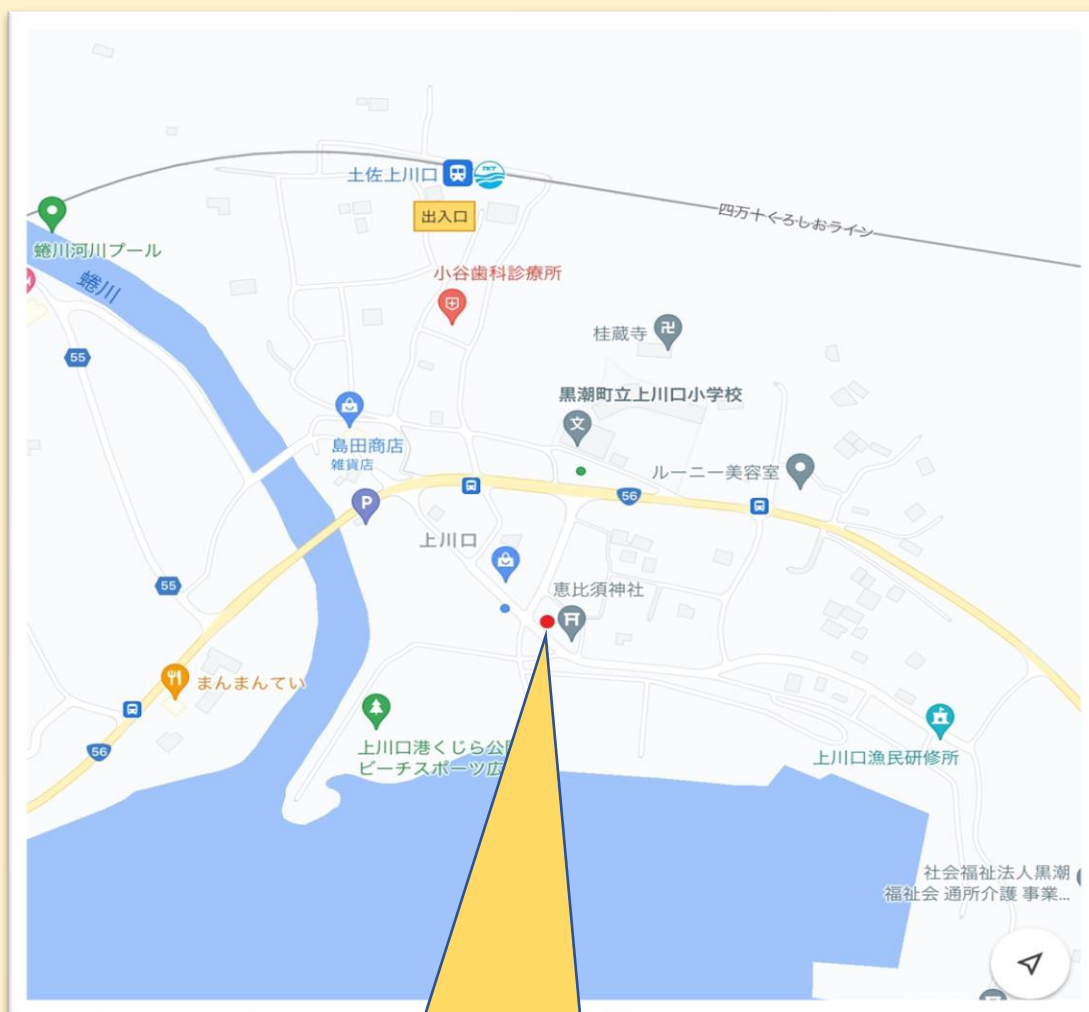 土佐上川口
TKT
出入口
四万十くろしおライン
蜷川河川プール
蜷川
小谷歯科診療所
桂蔵寺
55
黒潮町立上川口小学校
文
島田商店
雑貨店
ルーニー美容室
P
56
上川口
55
恵比須神社
まんまんてい
56
上川口港くじら公
ビーチスポーツ広
上川口漁民研修所
社会福祉法人黒潮
福祉会 通所介護 事業...